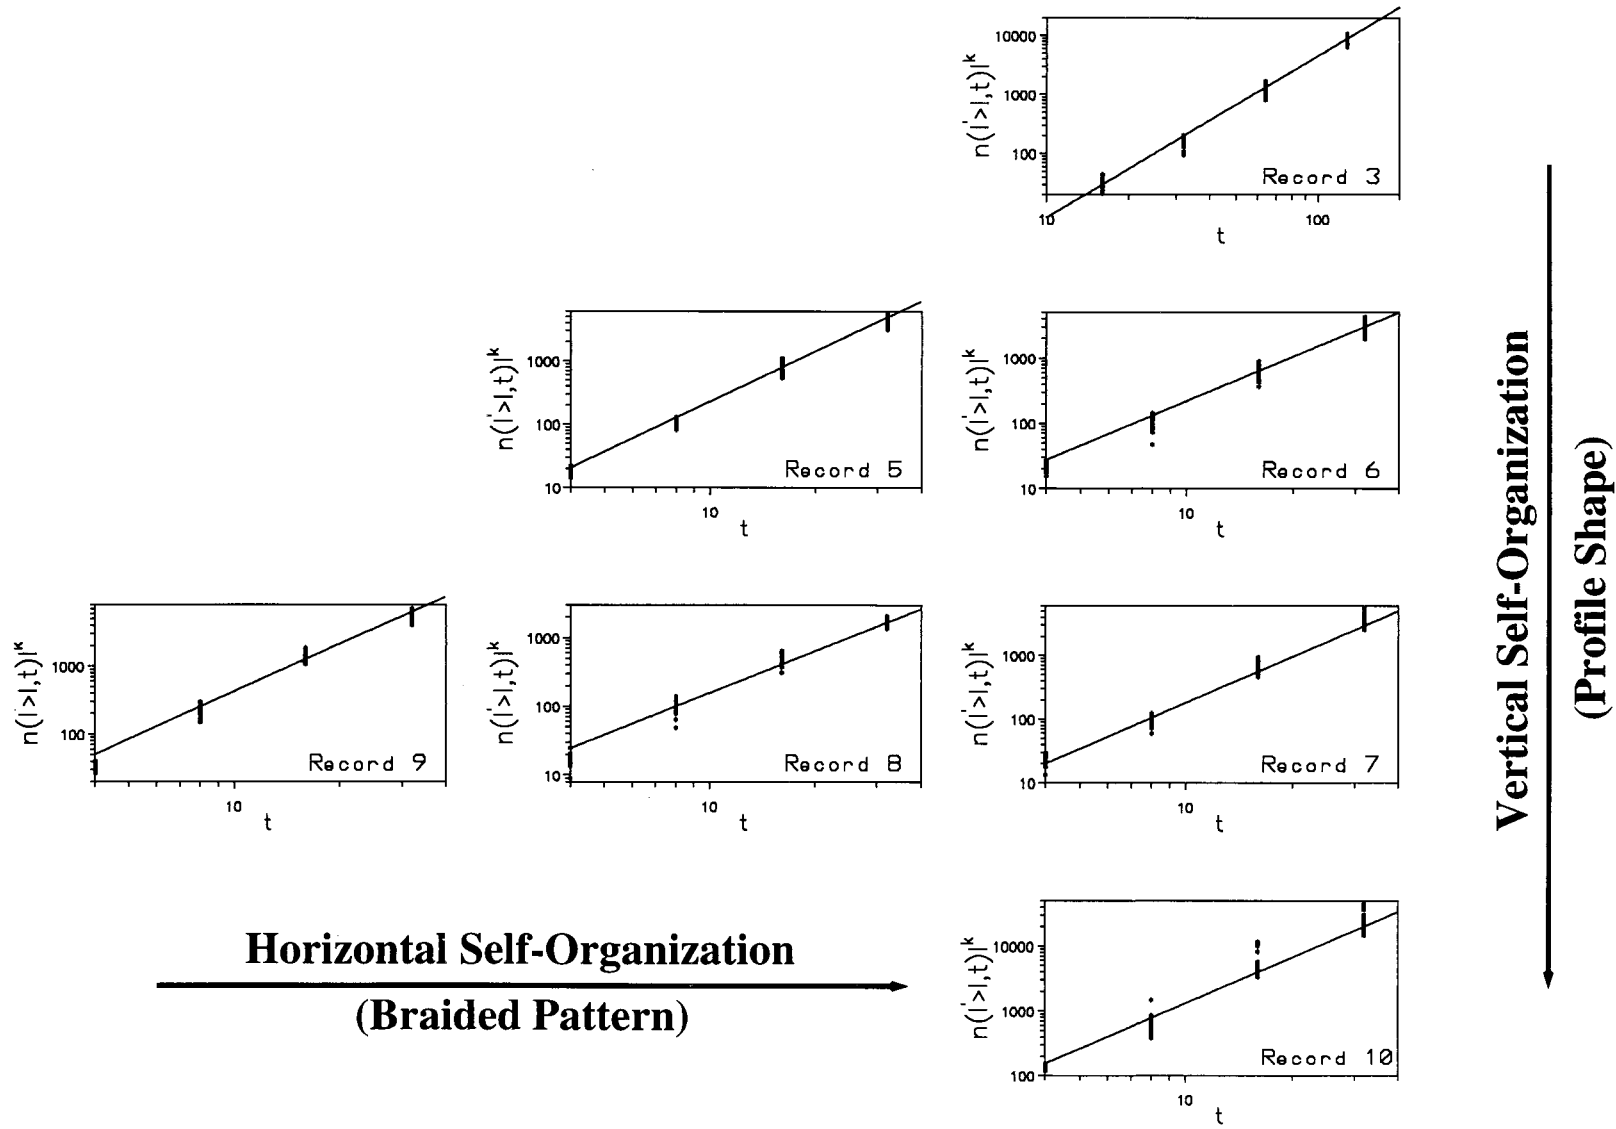 n(l'>l,t)l^k
10000
1000
100
Record 3
10
100
t
n(l'>l,t)l^k
1000
100
10
Record 5
10
t
n(l'>l,t)l^k
1000
100
10
Record 6
10
t
n(l'>l,t)l^k
1000
100
Record 9
10
t
n(l'>l,t)l^k
1000
100
10
Record 8
10
t
n(l'>l,t)l^k
1000
100
10
Record 7
10
t
n(l'>l,t)l^k
10000
1000
100
Record 10
10
t
Horizontal Self-Organization
(Braided Pattern)
Vertical Self-Organization
(Profile Shape)